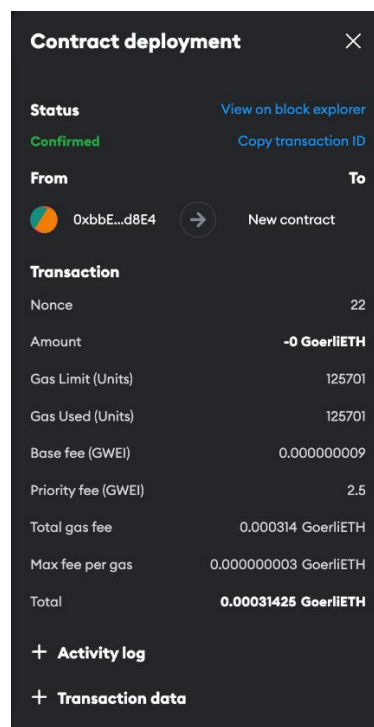 Contract deployment
Status View on block explorer
Confirmed Copy transaction ID
From To
0xbbE...d8E4 New contract
Transaction
Nonce 22
Amount -0 GoerliETH
Gas Limit (Units) 125701
Gas Used (Units) 125701
Base fee (GWEI) 0.000000009
Priority fee (GWEI) 2.5
Total gas fee 0.000314 GoerliETH
Max fee per gas 0.000000003 GoerliETH
Total 0.00031425 GoerliETH
+ Activity log
+ Transaction data